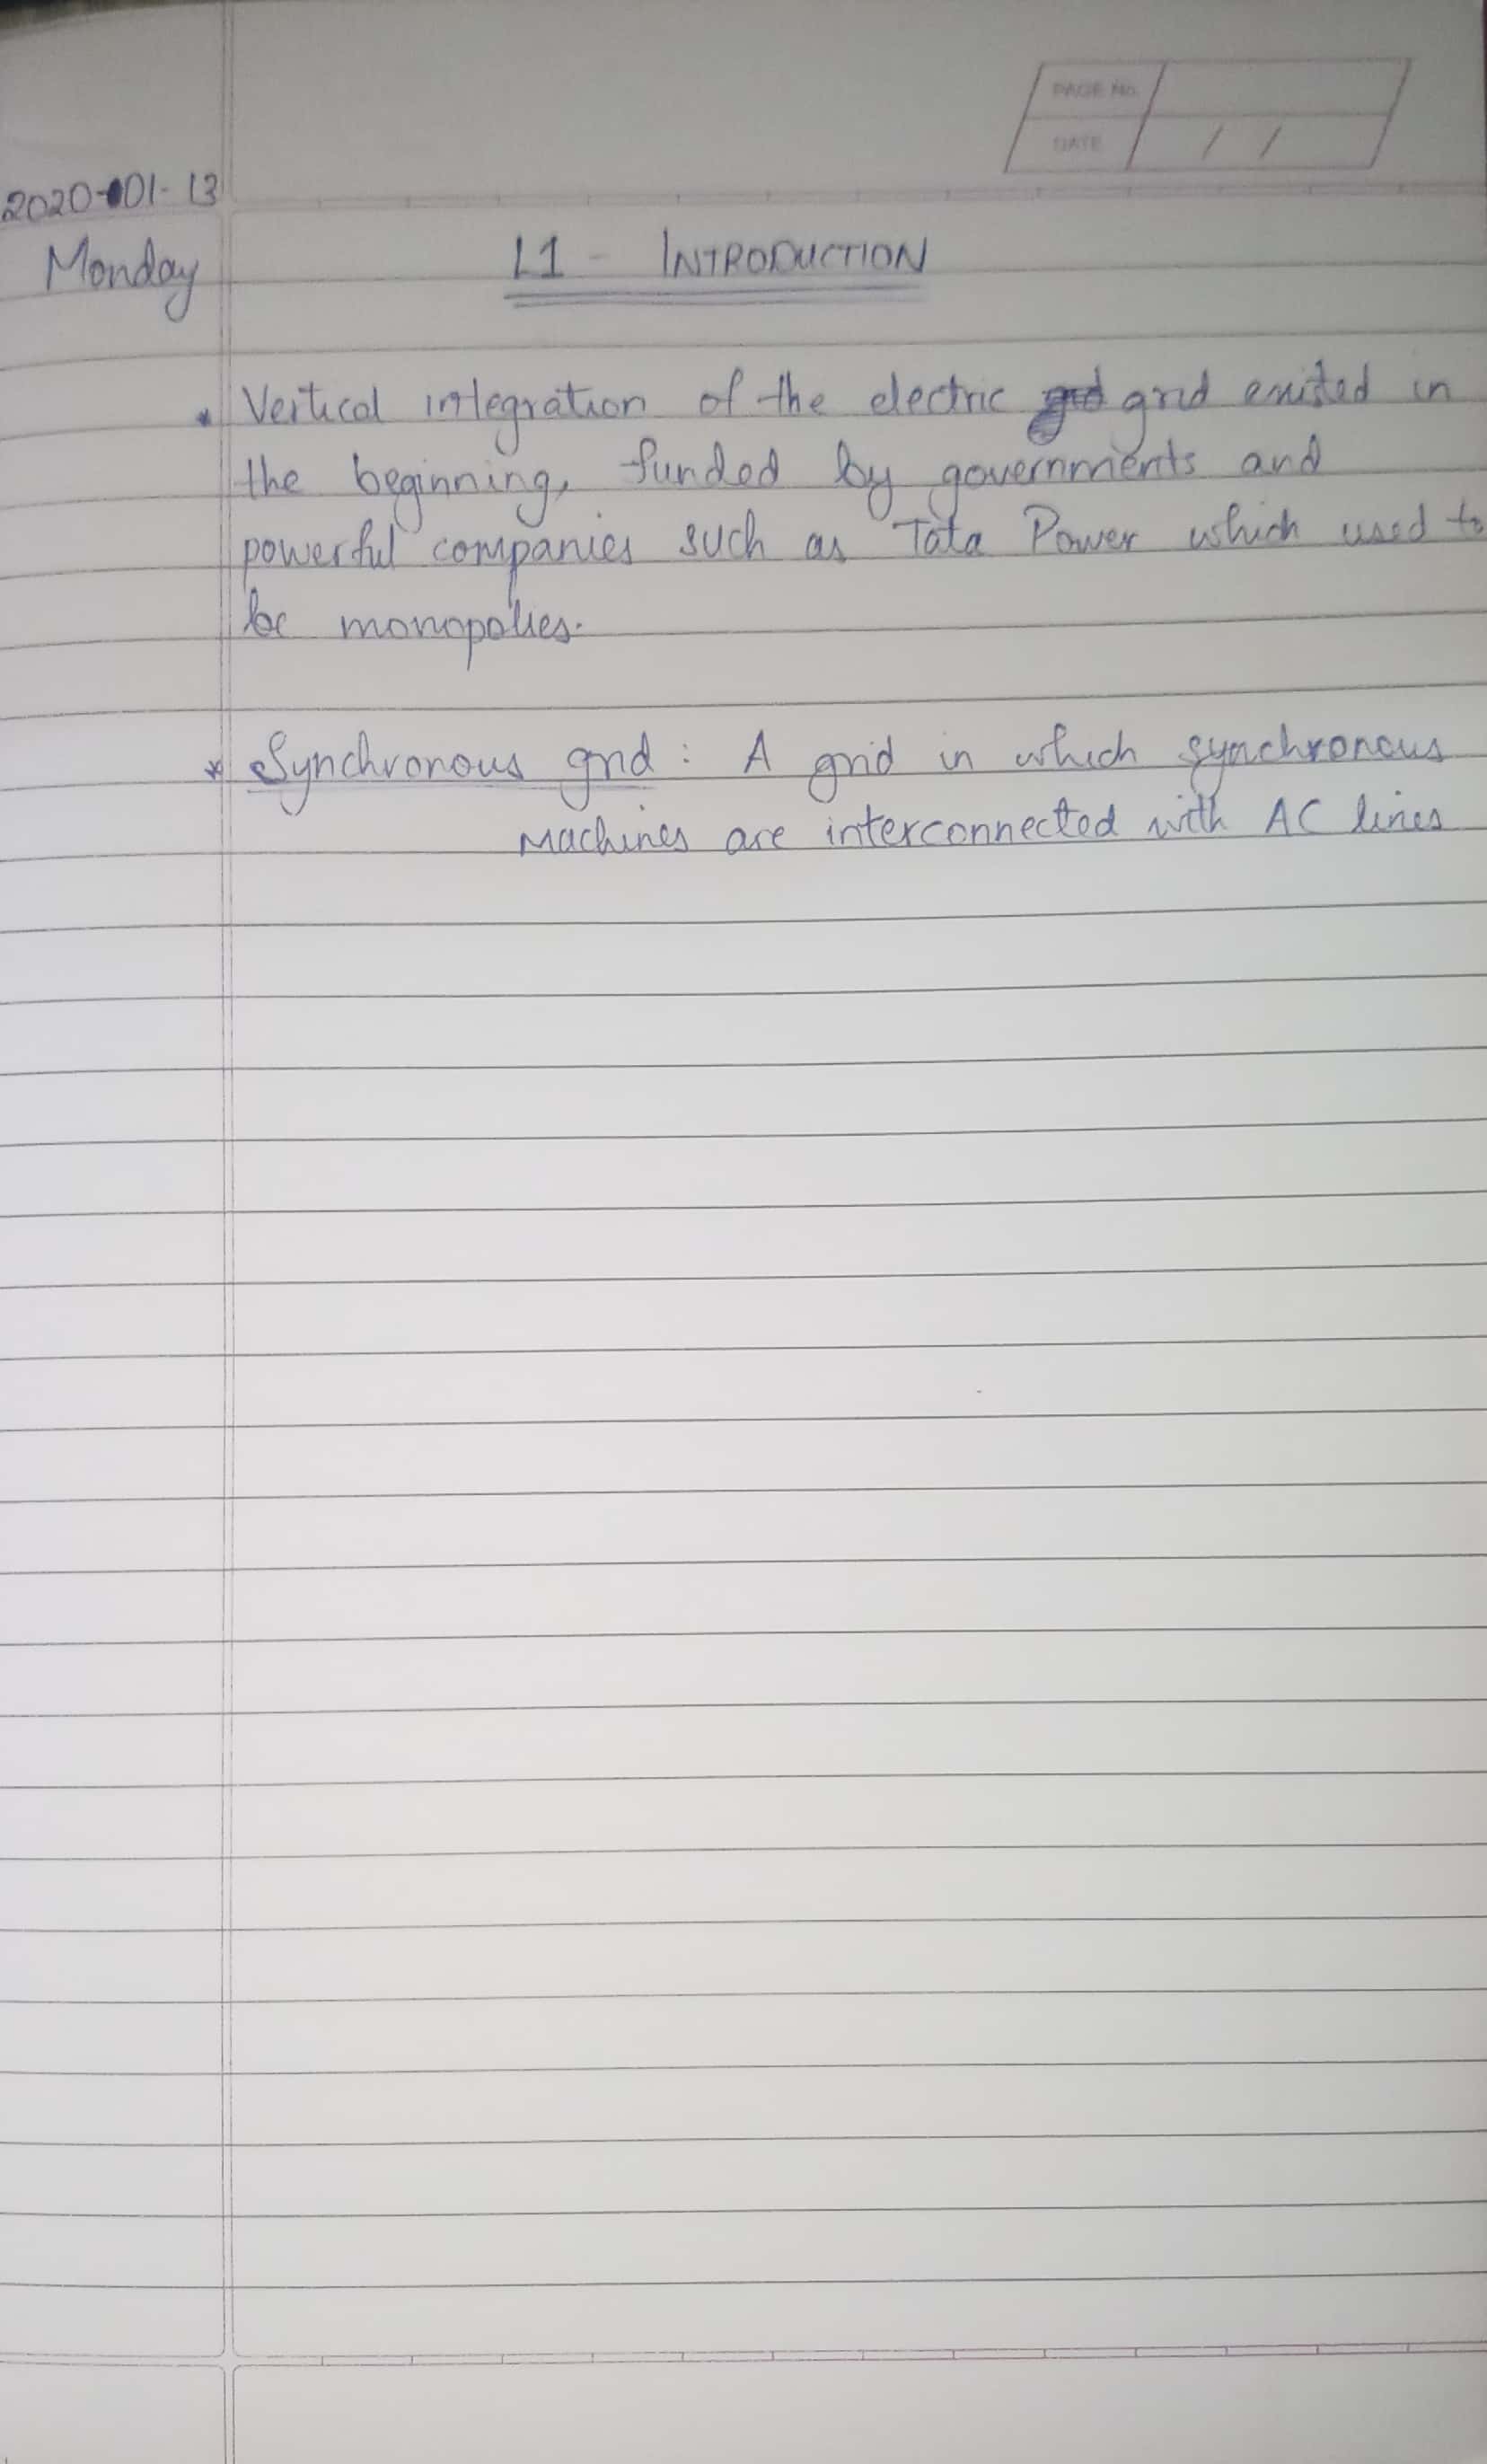 PAGE No.
DATE / /
2020-01-13
Monday
L1 - INTRODUCTION
* Vertical integration of the electric grid existed in
the beginning, funded by governments and
powerful companies such as Tata Power which used to
be monopolies.
* Synchronous grid : A grid in which synchronous
machines are interconnected with AC lines